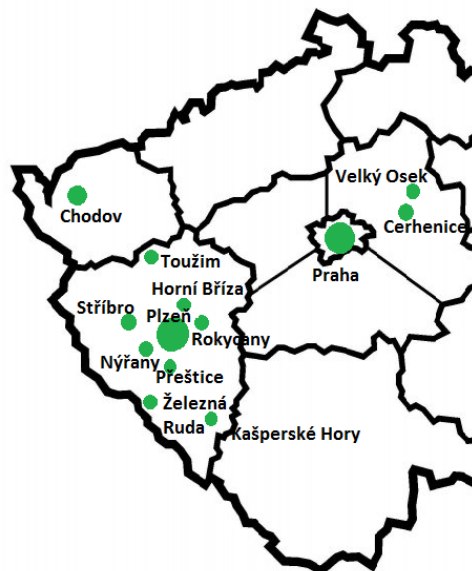 Velký Osek
Chodov
Cerhenice
Toužim
Praha
Horní Bříza
Stříbro
Plzeň
Rokycany
Nýřany
Přeštice
Železná
Ruda
Kašperské Hory